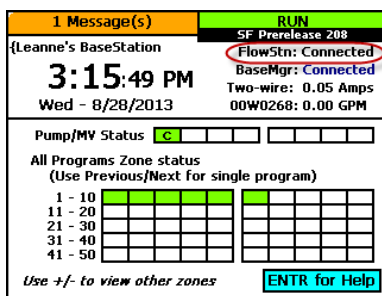 1 Message(s)
RUN
SF Prerelease 208
{Leanne's BaseStation
FlowStn: Connected
3:15:49 PM
BaseMgr: Connected
Two-wire: 0.05 Amps
Wed - 8/28/2013
00W0268: 0.00 GPM
Pump/MV Status C
All Programs Zone status
(Use Previous/Next for single program)
1 - 10
11 - 20
21 - 30
31 - 40
41 - 50
Use +/- to view other zones
ENTR for Help